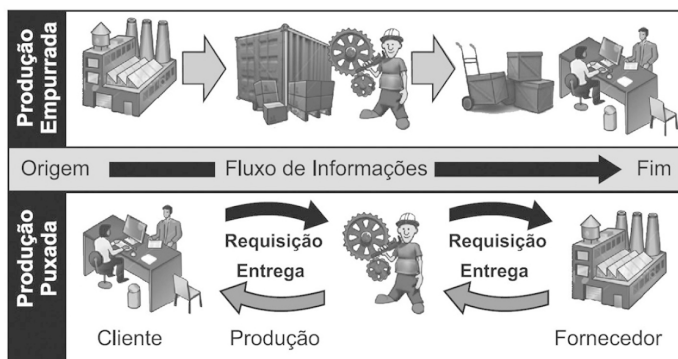 Produção
Empurrada
Origem
Fluxo de Informações
Fim
Produção
Puxada
Requisição
Entrega
Requisição
Entrega
Cliente
Produção
Fornecedor